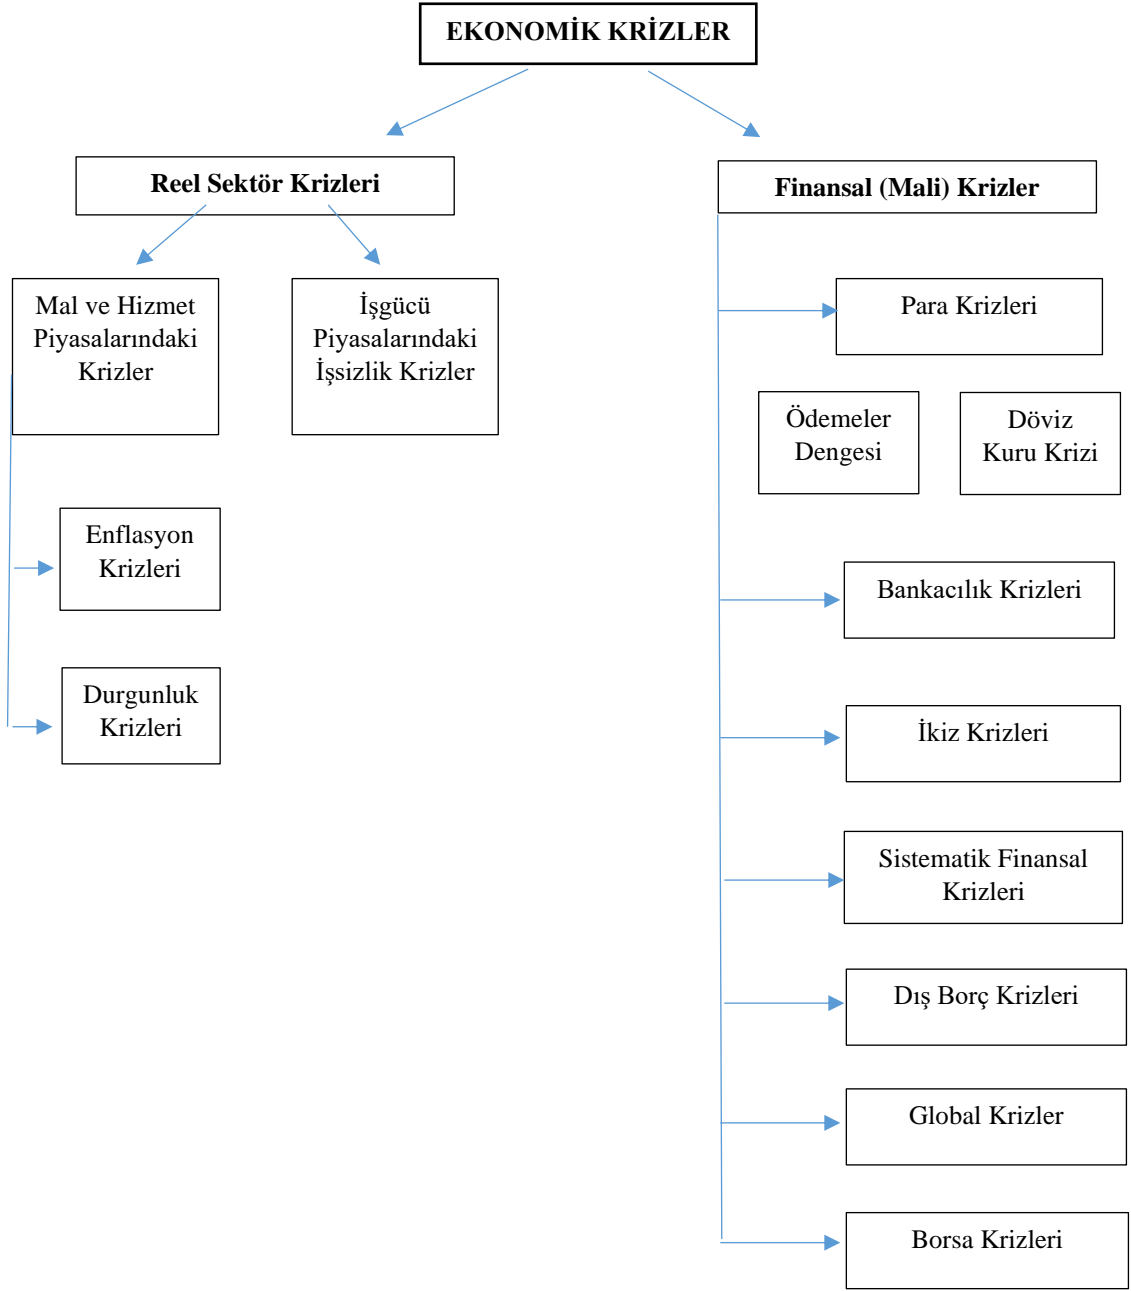 EKONOMİK KRİZLER
Reel Sektör Krizleri
Finansal (Mali) Krizler
Mal ve Hizmet
Piyasalarındaki
Krizler
İşgücü
Piyasalarındaki
İşsizlik Krizler
Enflasyon
Krizleri
Durgunluk
Krizleri
Para Krizleri
Ödemeler
Dengesi
Döviz
Kuru Krizi
Bankacılık Krizleri
İkiz Krizleri
Sistematik Finansal
Krizleri
Dış Borç Krizleri
Global Krizler
Borsa Krizleri